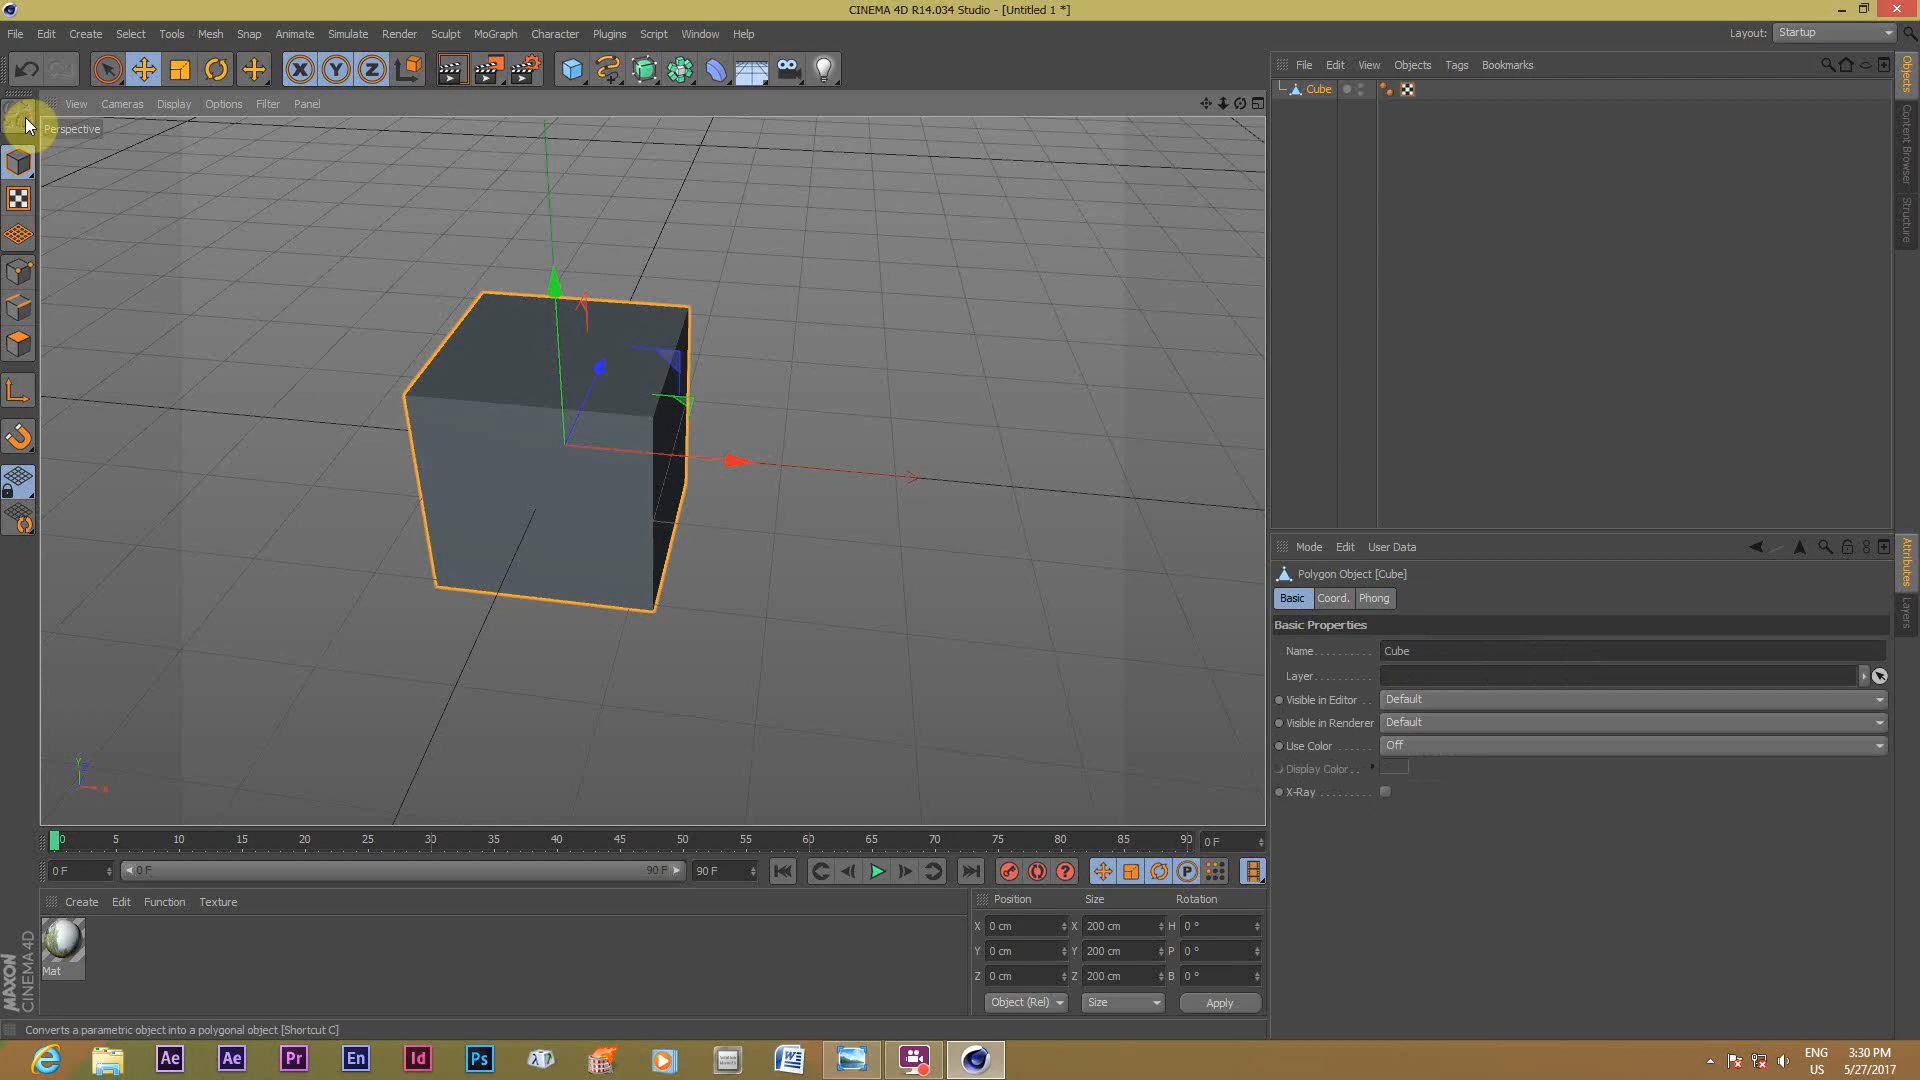 CINEMA 4D R14.034 Studio - [Untitled 1 *]
File Edit Create Select Tools Mesh Snap Animate Simulate Render Sculpt MoGraph Character Plugins Script Window Help
Layout: Startup
X Y Z
File Edit View Objects Tags Bookmarks
Cube
Objects
Content Browser
Structure
View Cameras Display Options Filter Panel
Perspective
Y
Z
X
Mode Edit User Data
Attributes
Layers
Polygon Object [Cube]
Basic Coord. Phong
Basic Properties
Name Cube
Layer
Visible in Editor Default
Visible in Renderer Default
Use Color Off
Display Color
X-Ray
0 5 10 15 20 25 30 35 40 45 50 55 60 65 70 75 80 85 90 0 F
0 F 0 F 90 F 90 F
P
Create Edit Function Texture
Mat
Position Size Rotation
X 0 cm X 200 cm H 0 °
Y 0 cm Y 200 cm P 0 °
Z 0 cm Z 200 cm B 0 °
Object (Rel) Size Apply
MAXON
CINEMA 4D
Converts a parametric object into a polygonal object [Shortcut C]
Ae Ae Pr En Id Ps
ENG 3:30 PM
US 5/27/2017